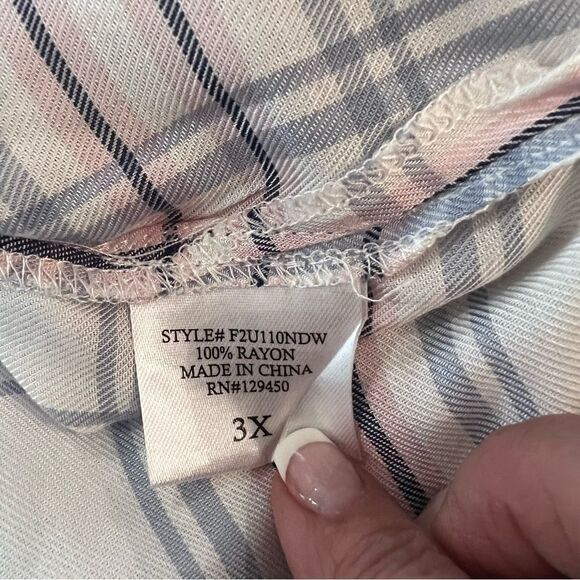 STYLE# F2U110NDW
100% RAYON
MADE IN CHINA
RN#129450
3X